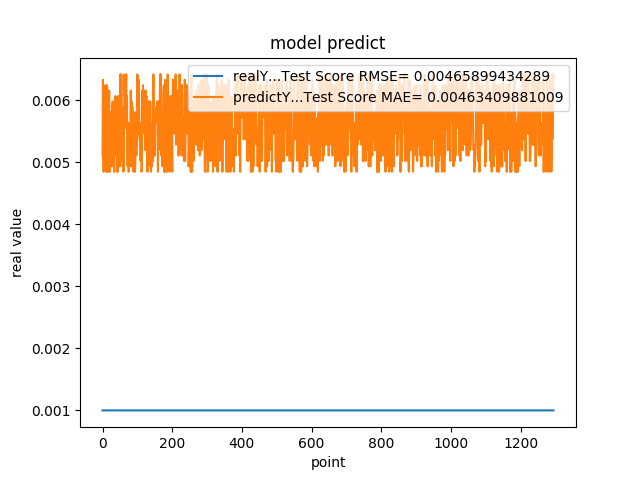 model predict
realY...Test Score RMSE= 0.00465899434289
predictY...Test Score MAE= 0.00463409881009
0.006
0.005
0.004
0.003
0.002
0.001
real value
0 200 400 600 800 1000 1200
point